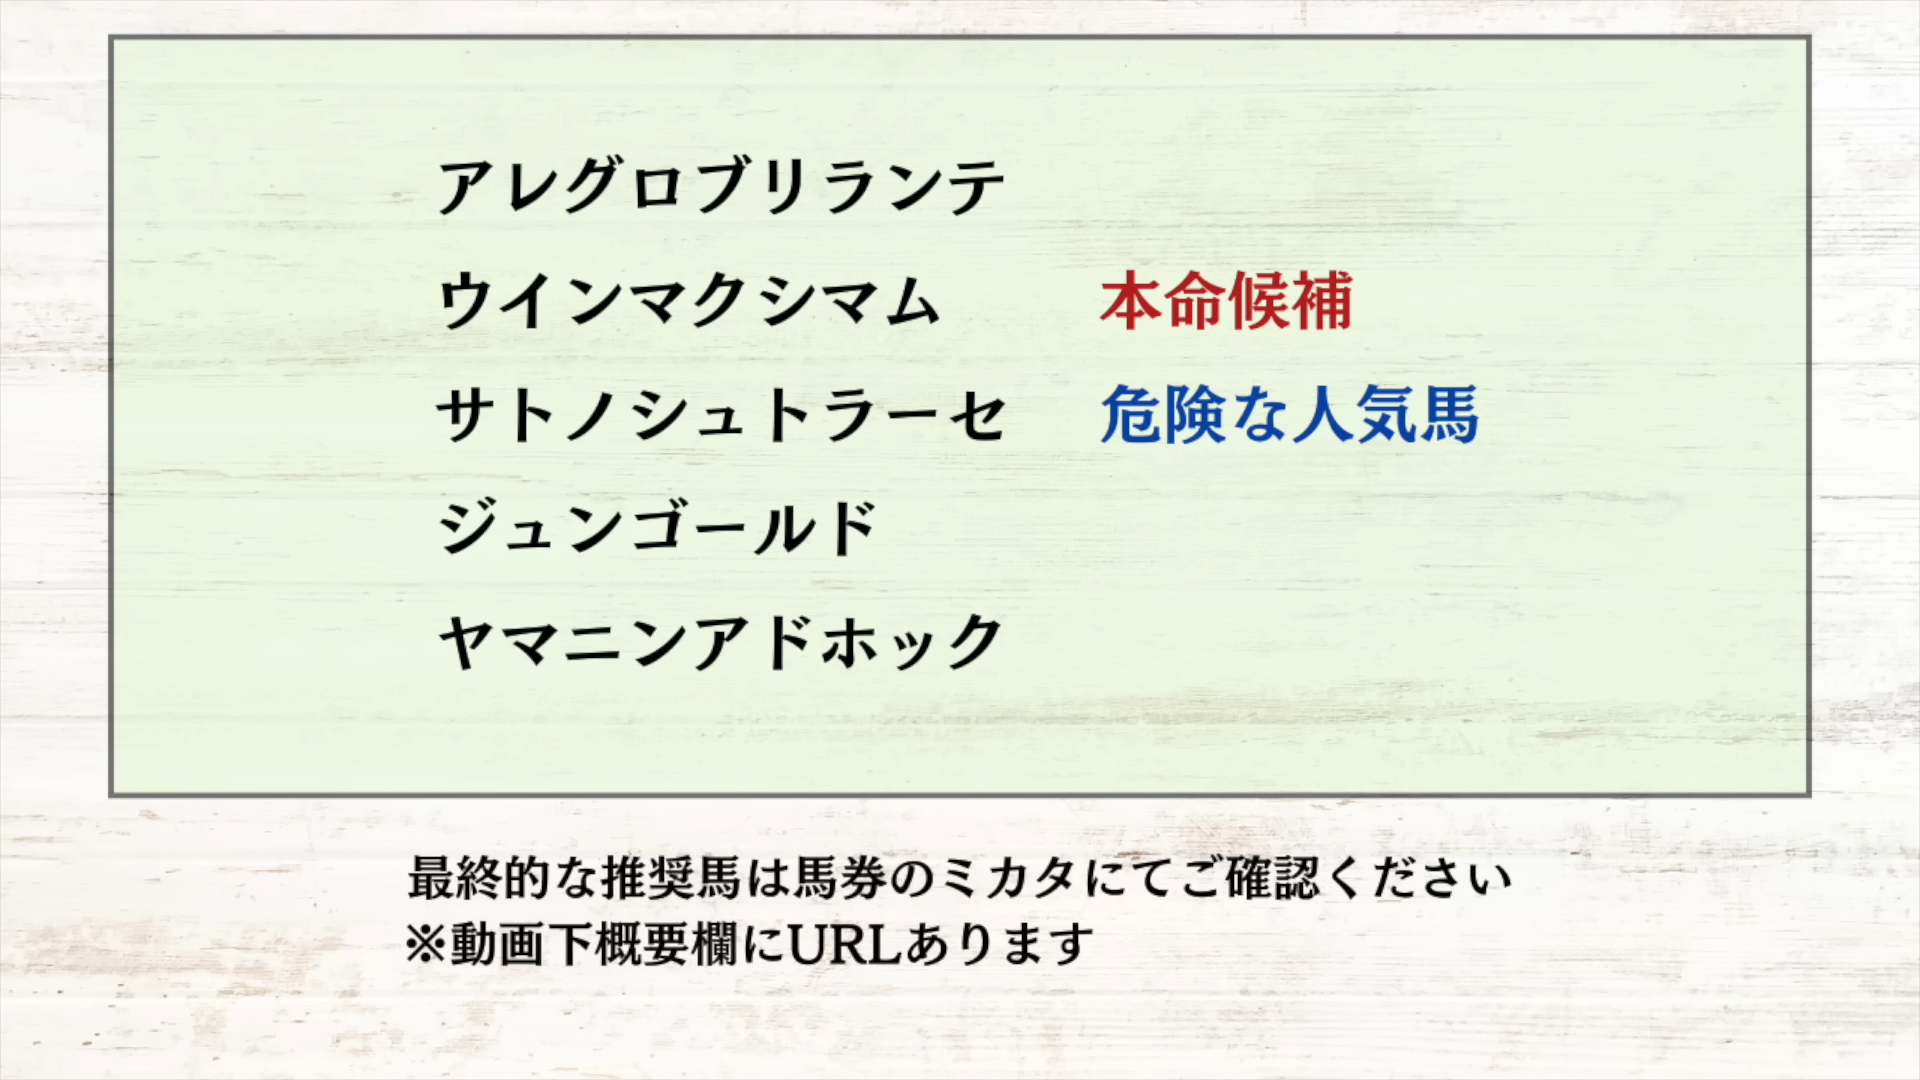 アレグロブリランテ
ウインマクシマム 本命候補
サトノシュトラーセ 危険な人気馬
ジュンゴールド
ヤマニンアドホック
最終的な推奨馬は馬券のミカタにてご確認ください
※動画下概要欄にURLあります